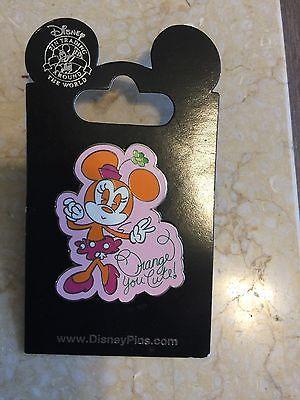 Disney
PIN TRADING
AROUND
THE WORLD
Orange
You Cute!
www.DisneyPins.com